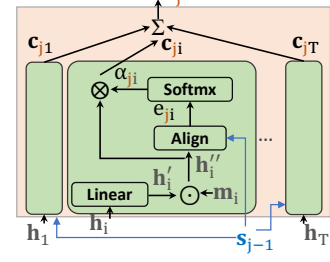 j
Σ
c_j1
c_ji
c_jT
α_ji
⊗
Softmx
e_ji
Align
...
h_i′
h_i′′
Linear
⊙
m_i
h_1
h_i
s_j−1
h_T